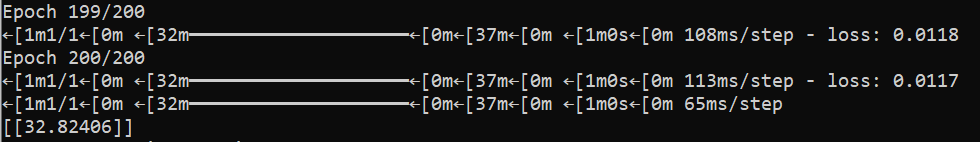 Epoch 199/200
←[1m1/1←[0m ←[32m━━━━━━━━━━━━━━━━━━━━←[0m←[37m←[0m ←[1m0s←[0m 108ms/step - loss: 0.0118
Epoch 200/200
←[1m1/1←[0m ←[32m━━━━━━━━━━━━━━━━━━━━←[0m←[37m←[0m ←[1m0s←[0m 113ms/step - loss: 0.0117
←[1m1/1←[0m ←[32m━━━━━━━━━━━━━━━━━━━━←[0m←[37m←[0m ←[1m0s←[0m 65ms/step
[[32.82406]]